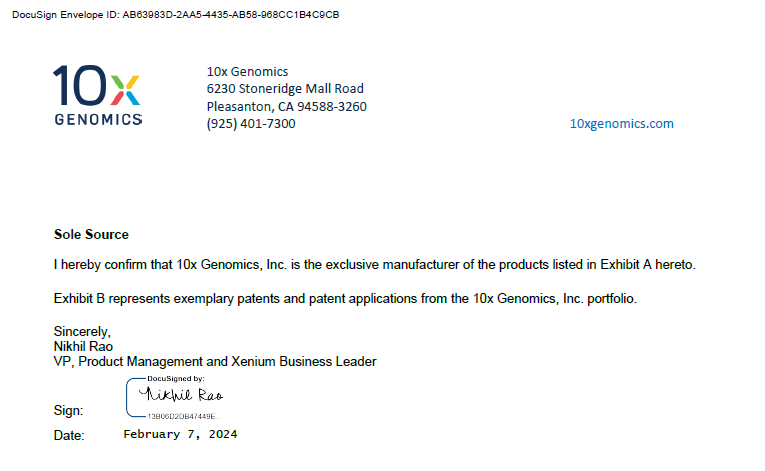 DocuSign Envelope ID: AB63983D-2AA5-4435-AB58-968CC1B4C9CB
10x
GENOMICS
10x Genomics
6230 Stoneridge Mall Road
Pleasanton, CA 94588-3260
(925) 401-7300
10xgenomics.com
Sole Source
I hereby confirm that 10x Genomics, Inc. is the exclusive manufacturer of the products listed in Exhibit A hereto.
Exhibit B represents exemplary patents and patent applications from the 10x Genomics, Inc. portfolio.
Sincerely,
Nikhil Rao
VP, Product Management and Xenium Business Leader
DocuSigned by:
Nikhil Rao
13B06D2DB47449E...
Sign:
Date: February 7, 2024